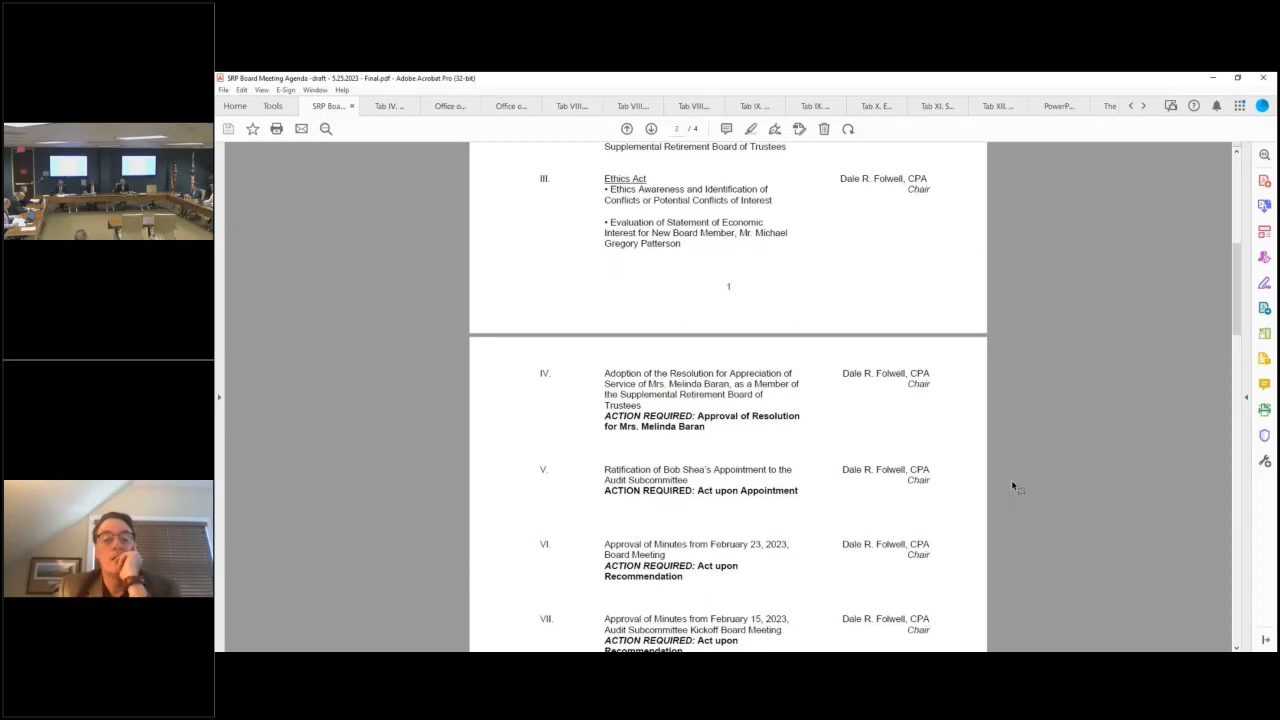 SRP Board Meeting Agenda -draft - 5.25.2023 - Final.pdf - Adobe Acrobat Pro (32-bit)
File Edit View E-Sign Window Help
Home Tools SRP Boa... × Tab IV. ... Office o... Office o... Tab VIII.... Tab VIII.... Tab VIII.... Tab IX. ... Tab IX. ... Tab X. E... Tab XI. S... Tab XII. ... PowerP... The
2 / 4
Supplemental Retirement Board of Trustees
III. Ethics Act Dale R. Folwell, CPA
• Ethics Awareness and Identification of Chair
Conflicts or Potential Conflicts of Interest
• Evaluation of Statement of Economic
Interest for New Board Member, Mr. Michael
Gregory Patterson
1
IV. Adoption of the Resolution for Appreciation of Dale R. Folwell, CPA
Service of Mrs. Melinda Baran, as a Member of Chair
the Supplemental Retirement Board of
Trustees
ACTION REQUIRED: Approval of Resolution
for Mrs. Melinda Baran
V. Ratification of Bob Shea's Appointment to the Dale R. Folwell, CPA
Audit Subcommittee Chair
ACTION REQUIRED: Act upon Appointment
VI. Approval of Minutes from February 23, 2023, Dale R. Folwell, CPA
Board Meeting Chair
ACTION REQUIRED: Act upon
Recommendation
VII. Approval of Minutes from February 15, 2023, Dale R. Folwell, CPA
Audit Subcommittee Kickoff Board Meeting Chair
ACTION REQUIRED: Act upon
Recommendation